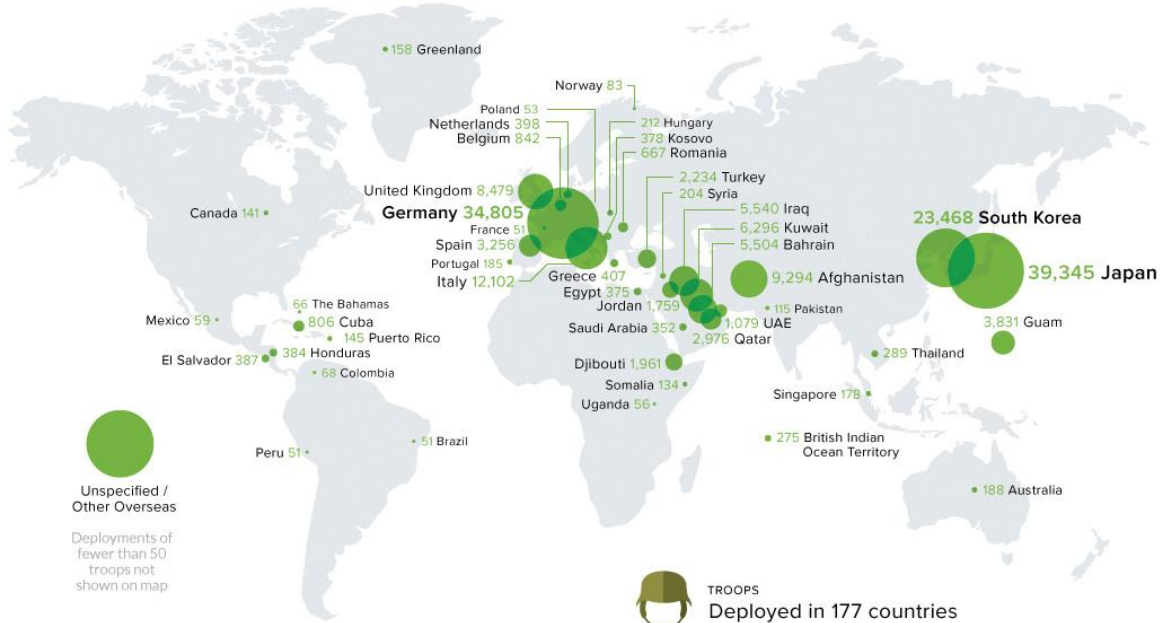 158 Greenland
Norway 83
Poland 53
Netherlands 398
Belgium 842
212 Hungary
378 Kosovo
667 Romania
2,234 Turkey
204 Syria
United Kingdom 8,479
Germany 34,805
France 51
Spain 3,256
Portugal 185
Italy 12,102
Canada 141
5,540 Iraq
6,296 Kuwait
5,504 Bahrain
23,468 South Korea
39,345 Japan
9,294 Afghanistan
Greece 407
Egypt 375
Jordan 1,759
115 Pakistan
Saudi Arabia 352
1,079 UAE
2,976 Qatar
3,831 Guam
66 The Bahamas
Mexico 59
806 Cuba
145 Puerto Rico
384 Honduras
El Salvador 387
68 Colombia
Djibouti 1,961
Somalia 134
Uganda 56
289 Thailand
Singapore 178
275 British Indian
Ocean Territory
51 Brazil
Peru 51
188 Australia
Unspecified /
Other Overseas
Deployments of
fewer than 50
troops not
shown on map
TROOPS
Deployed in 177 countries